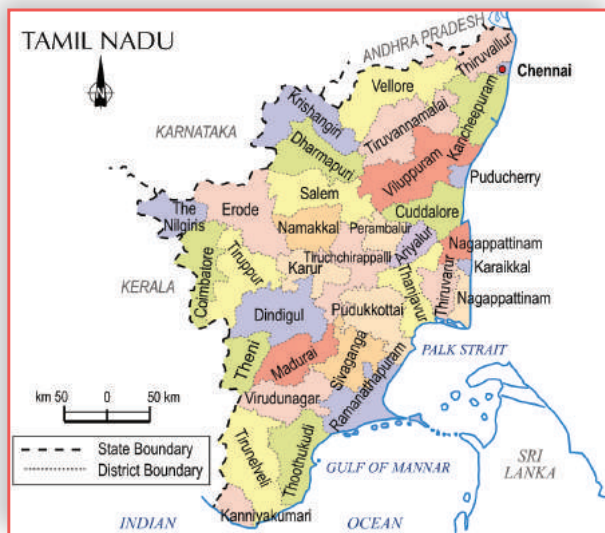 TAMIL NADU
N
ANDHRA PRADESH
Thiruvallur
Chennai
Vellore
Kancheepuram
Krishangiri
KARNATAKA
Tiruvannamalai
Dharmapuri
Viluppuram
Puducherry
Salem
The
Nilgiris
Erode
Cuddalore
Namakkal
Perambalur
Ariyalur
Nagappattinam
Tiruchchirappalli
Karaikkal
Coimbatore
Tiruppur
Karur
KERALA
Thanjavur
Thiruvarur
Nagappattinam
Dindigul
Pudukkottai
Theni
Madurai
Sivaganga
PALK STRAIT
Ramanathapuram
km 50 0 50 km
Virudunagar
State Boundary
District Boundary
Tirunelveli
Thoothukudi
GULF OF MANNAR
SRI
LANKA
Kanniyakumari
INDIAN OCEAN